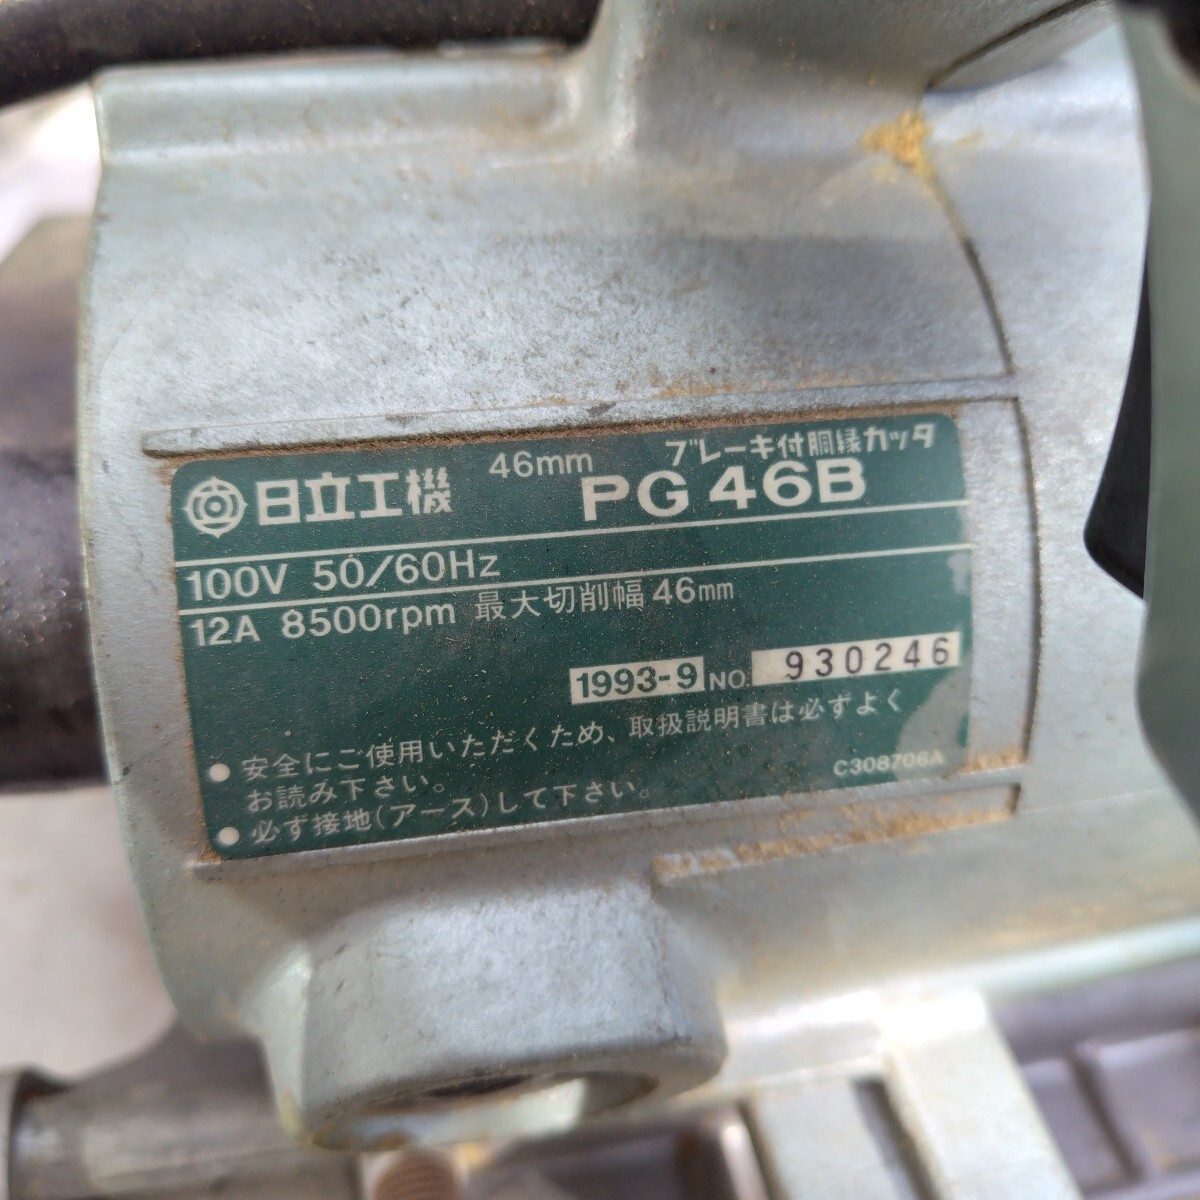 日立工機 46mm ブレーキ付胴縁カッタ
PG 46B
100V 50/60Hz
12A 8500rpm 最大切削幅 46mm
1993-9 NO. 930246
● 安全にご使用いただくため、取扱説明書は必ずよく
お読み下さい。
C308706A
● 必ず接地(アース)して下さい。